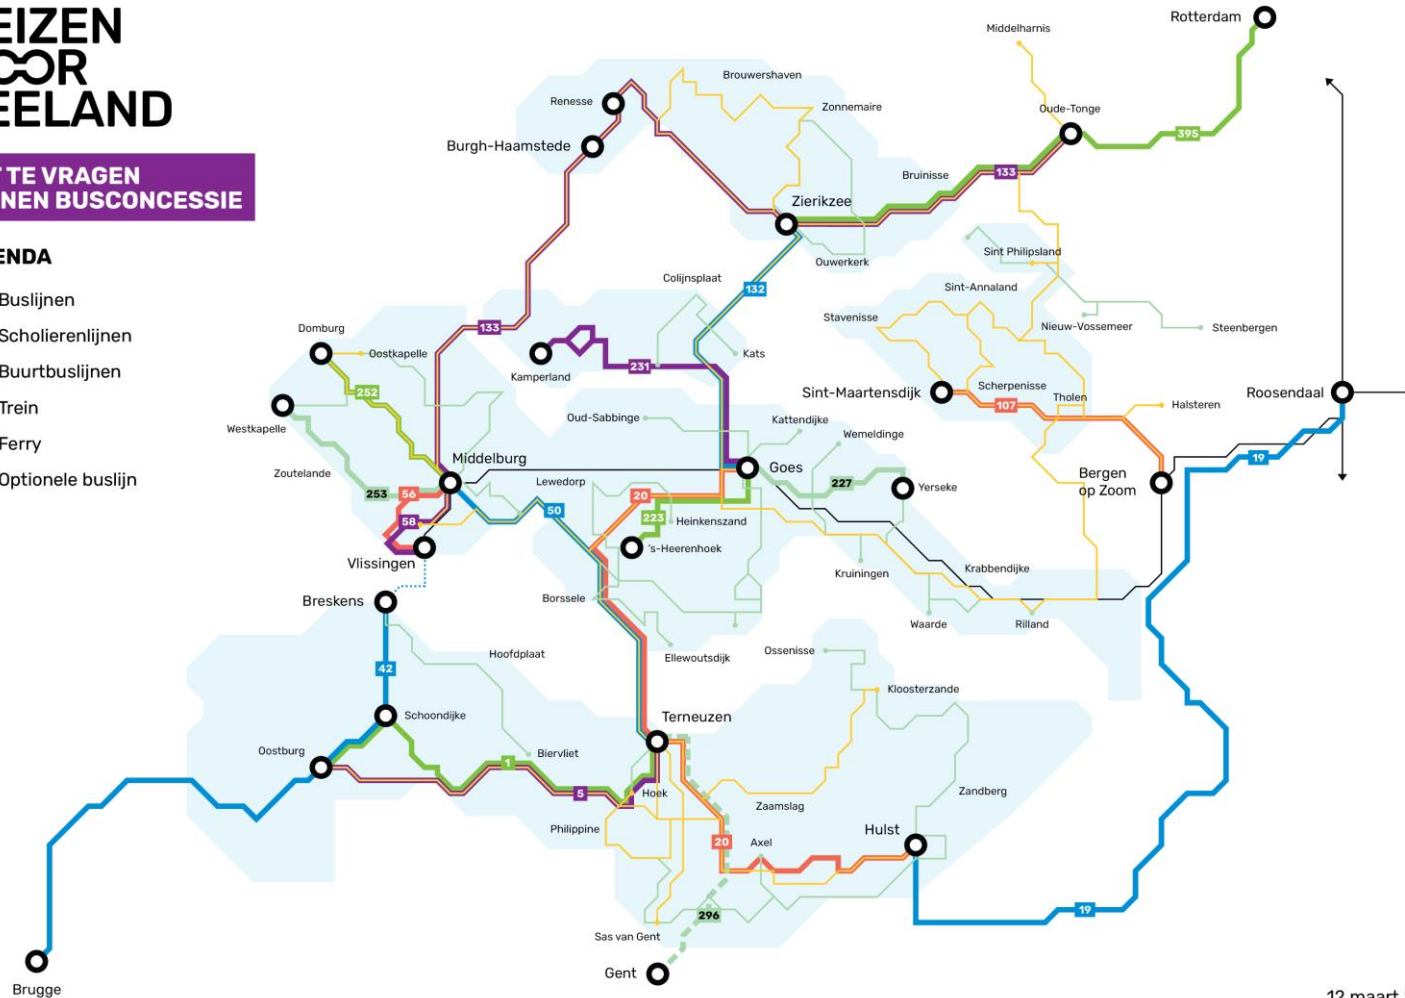 EIZEN
OOR
EELAND
TE VRAGEN
NEN BUSCONCESSIE
ENDA
Buslijnen
Scholierenlijnen
Buurtbuslijnen
Trein
Ferry
Optionele buslijn
Rotterdam
Middelharnis
Brouwershaven
Renesse
Zonnemaire
Oude-Tonge
395
Burgh-Haamstede
Bruinisse
133
Zierikzee
Sint Philipsland
Ouwerkerk
Colijnsplaat
132
Sint-Annaland
Stavenisse
Domburg
133
Nieuw-Vossemeer
Steenbergen
Oostkapelle
Kats
231
Kamperland
252
Sint-Maartensdijk
Scherpenisse
Roosendaal
107
Tholen
Halsteren
Westkapelle
Oud-Sabbinge
Kattendijke
Wemeldinge
Middelburg
19
Zoutelande
Goes
Bergen
op Zoom
Lewedorp
227
Yerseke
253
56
20
50
58
223
Heinkenszand
's-Heerenhoek
Vlissingen
Kruiningen
Krabbendijke
Breskens
Borssele
Waarde
Rilland
Hoofdplaat
Ellewoutsdijk
Ossenisse
42
Kloosterzande
Schoondijke
Terneuzen
Oostburg
Biervliet
1
5
Hoek
Zandberg
Zaamslag
Philippine
Hulst
20
Axel
296
19
Sas van Gent
Gent
Brugge
12 maart